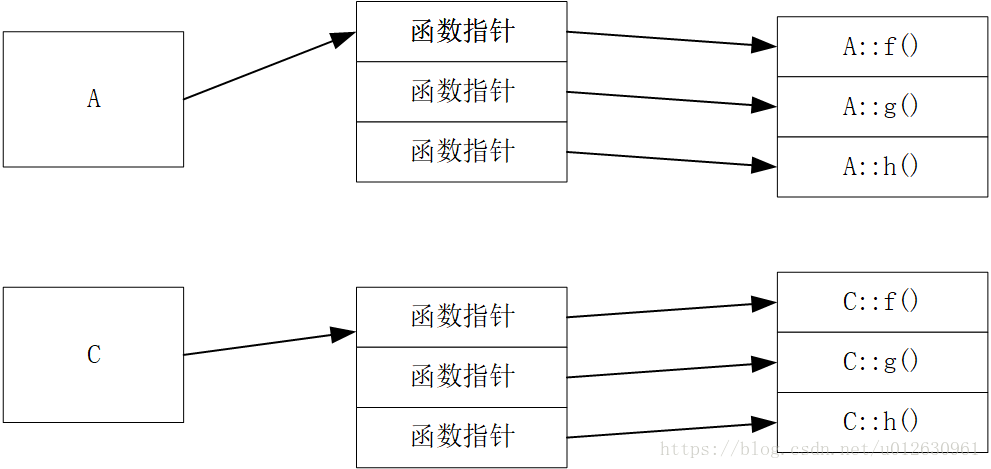 A
函数指针
函数指针
函数指针
A::f()
A::g()
A::h()
C
函数指针
函数指针
函数指针
C::f()
C::g()
C::h()
https://blog.csdn.net/u012630961